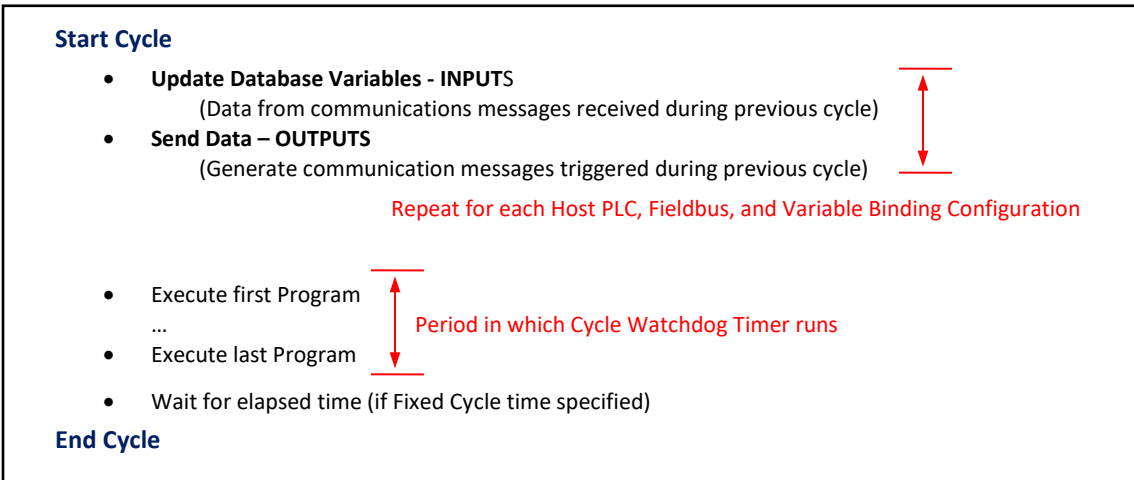 Start Cycle
• Update Database Variables - INPUTS
(Data from communications messages received during previous cycle)
• Send Data – OUTPUTS
(Generate communication messages triggered during previous cycle)
Repeat for each Host PLC, Fieldbus, and Variable Binding Configuration
• Execute first Program
...
Period in which Cycle Watchdog Timer runs
• Execute last Program
• Wait for elapsed time (if Fixed Cycle time specified)
End Cycle